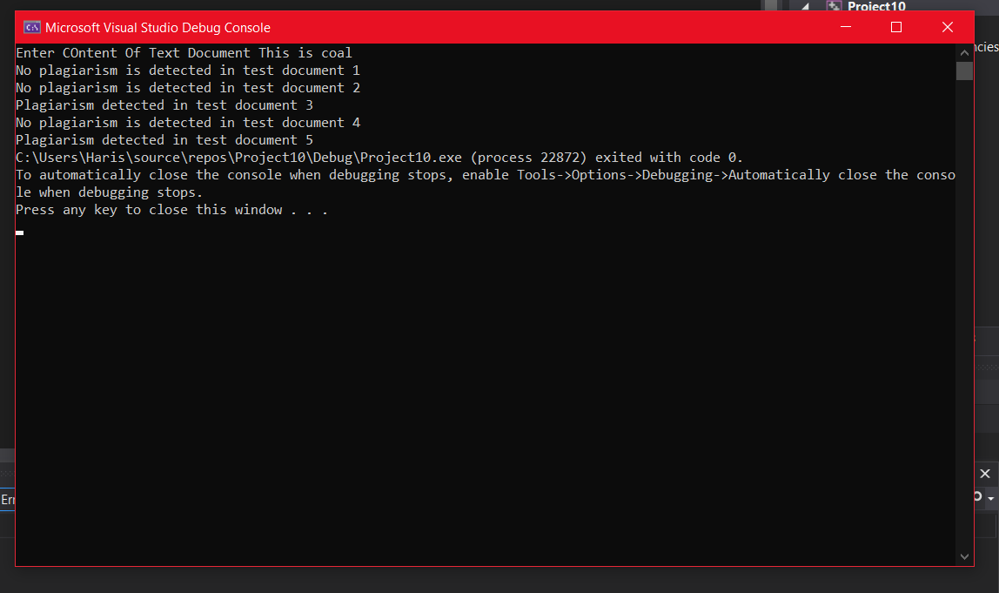 Project10
Microsoft Visual Studio Debug Console
ncies
Enter COntent Of Text Document This is coal
No plagiarism is detected in test document 1
No plagiarism is detected in test document 2
Plagiarism detected in test document 3
No plagiarism is detected in test document 4
Plagiarism detected in test document 5
C:\Users\Haris\source\repos\Project10\Debug\Project10.exe (process 22872) exited with code 0.
To automatically close the console when debugging stops, enable Tools->Options->Debugging->Automatically close the conso
le when debugging stops.
Press any key to close this window . . .
Err